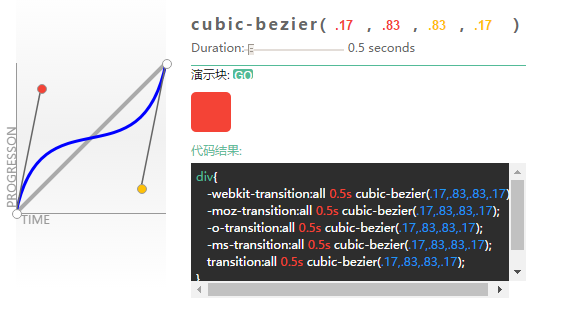 cubic-bezier( .17 , .83 , .83 , .17 )
Duration: 0.5 seconds
演示块: GO
代码结果:
div{
-webkit-transition:all 0.5s cubic-bezier(.17,.83,.83,.17)
-moz-transition:all 0.5s cubic-bezier(.17,.83,.83,.17);
-o-transition:all 0.5s cubic-bezier(.17,.83,.83,.17);
-ms-transition:all 0.5s cubic-bezier(.17,.83,.83,.17);
transition:all 0.5s cubic-bezier(.17,.83,.83,.17);
}
PROGRESSON
TIME